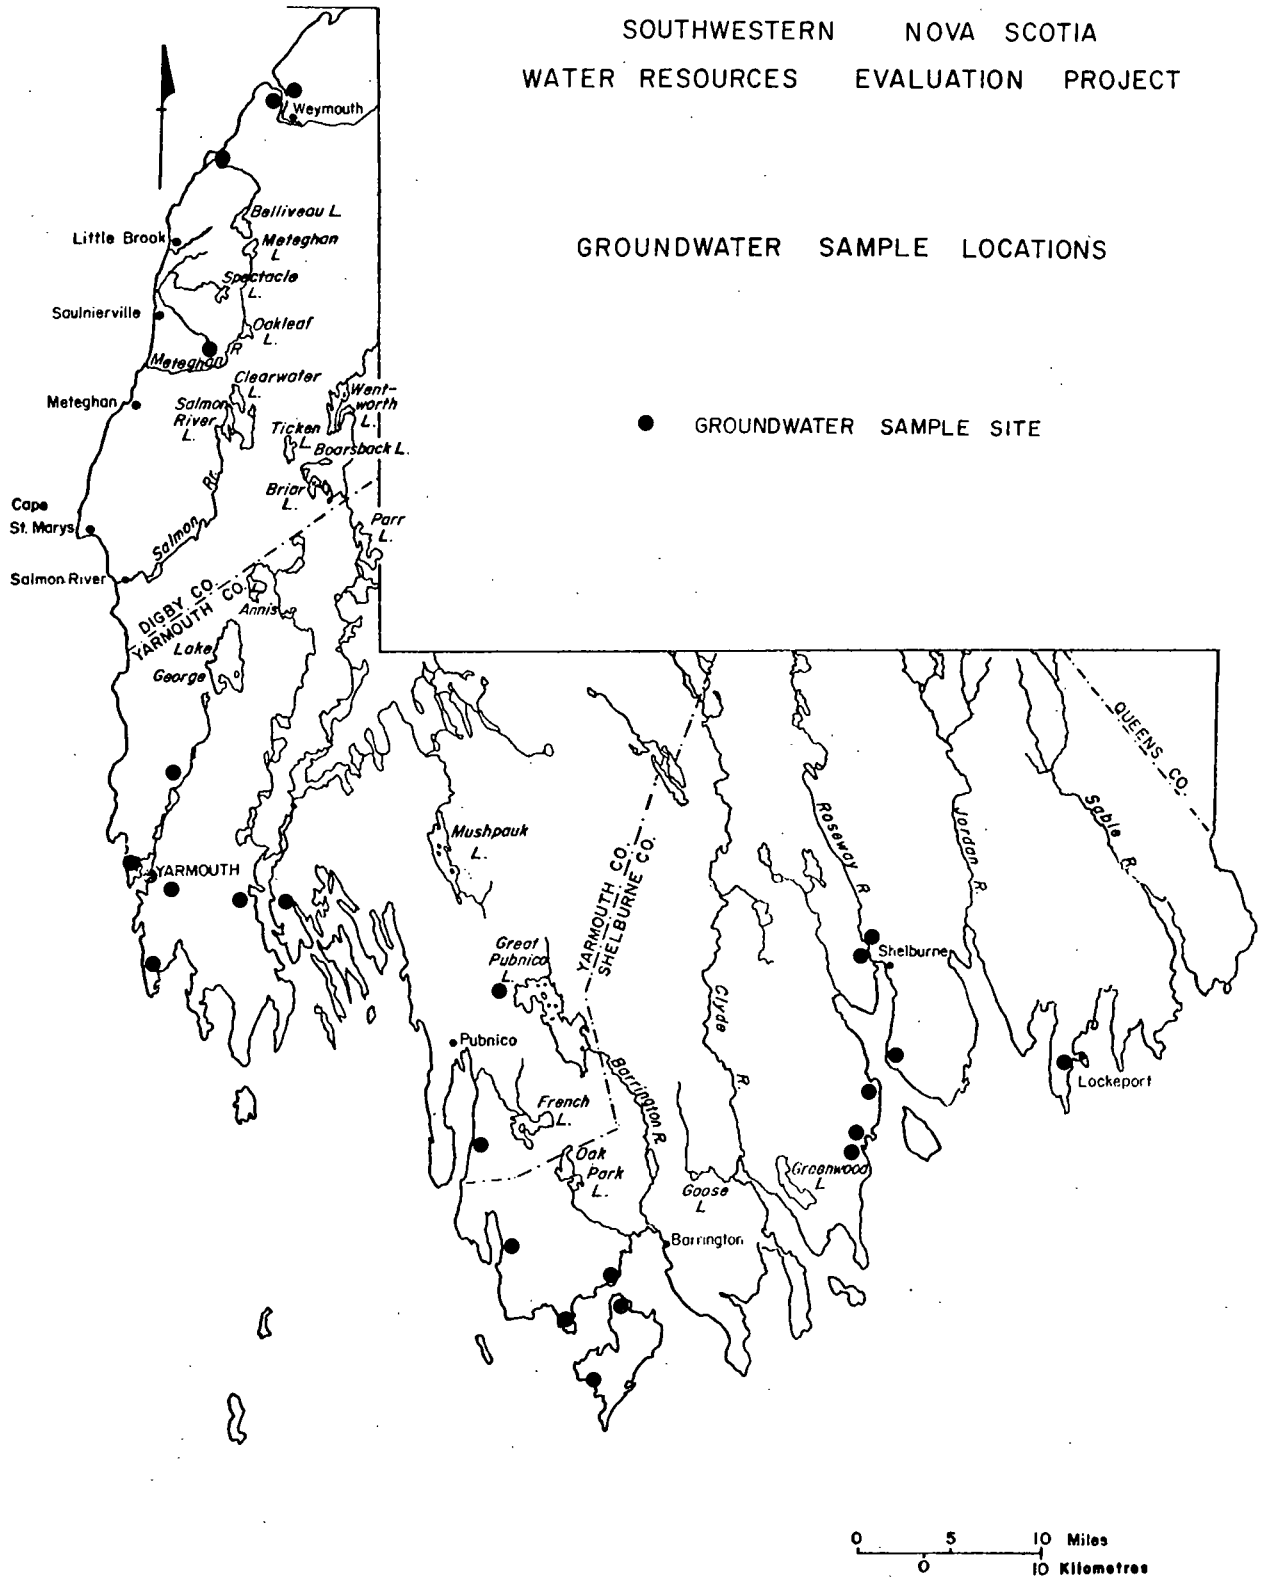 SOUTHWESTERN NOVA SCOTIA
WATER RESOURCES EVALUATION PROJECT
GROUNDWATER SAMPLE LOCATIONS
GROUNDWATER SAMPLE SITE
Weymouth
Belliveau L.
Little Brook
Meteghan
L.
Spectacle
L.
Saulnierville
Oakleaf
L.
Meteghan R
Clearwater
L.
Meteghan
Salmon
River
L.
Went-
worth
L.
Ticken
L
Boarsback L.
Briar
L.
Cape
St. Marys
Parr
L.
Salmon Rr.
Salmon River
DIGBY CO.
YARMOUTH CO.
L
Annis
Lake
George
QUEENS CO.
Mushpauk
L.
Roseway R
Jordan R.
Sable R.
YARMOUTH
YARMOUTH CO.
SHELBURNE CO.
Great
Pubnico
L.
Shelburne
Clyde R.
Pubnico
Barrington R.
Lockeport
French
L.
Oak
Park
L.
Greenwood
L
Goose
L
Barrington
0 5 10 Miles
0 10 Kilometres